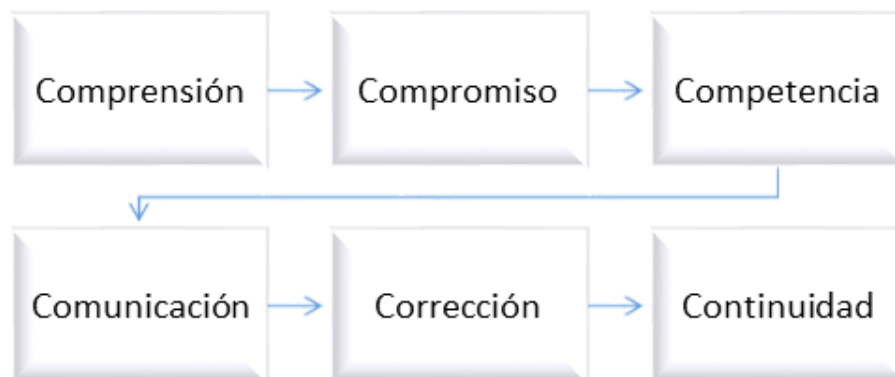 Comprensión
Compromiso
Competencia
Comunicación
Corrección
Continuidad